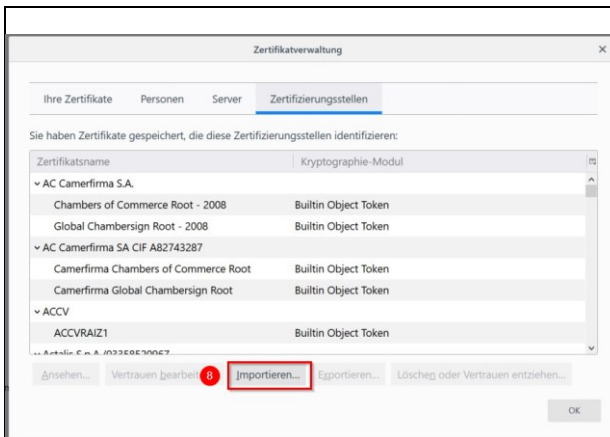 Zertifikatverwaltung
Ihre Zertifikate Personen Server Zertifizierungsstellen
Sie haben Zertifikate gespeichert, die diese Zertifizierungsstellen identifizieren:
Zertifikatsname Kryptographie-Modul
AC Camerfirma S.A.
Chambers of Commerce Root - 2008 Builtin Object Token
Global Chambersign Root - 2008 Builtin Object Token
AC Camerfirma SA CIF A82743287
Camerfirma Chambers of Commerce Root Builtin Object Token
Camerfirma Global Chambersign Root Builtin Object Token
ACCV
ACCVRAIZ1 Builtin Object Token
Actalis S.p.A./03358520967
Ansehen... Vertrauen bearbeit 8 Importieren... Exportieren... Löschen oder Vertrauen entziehen...
OK